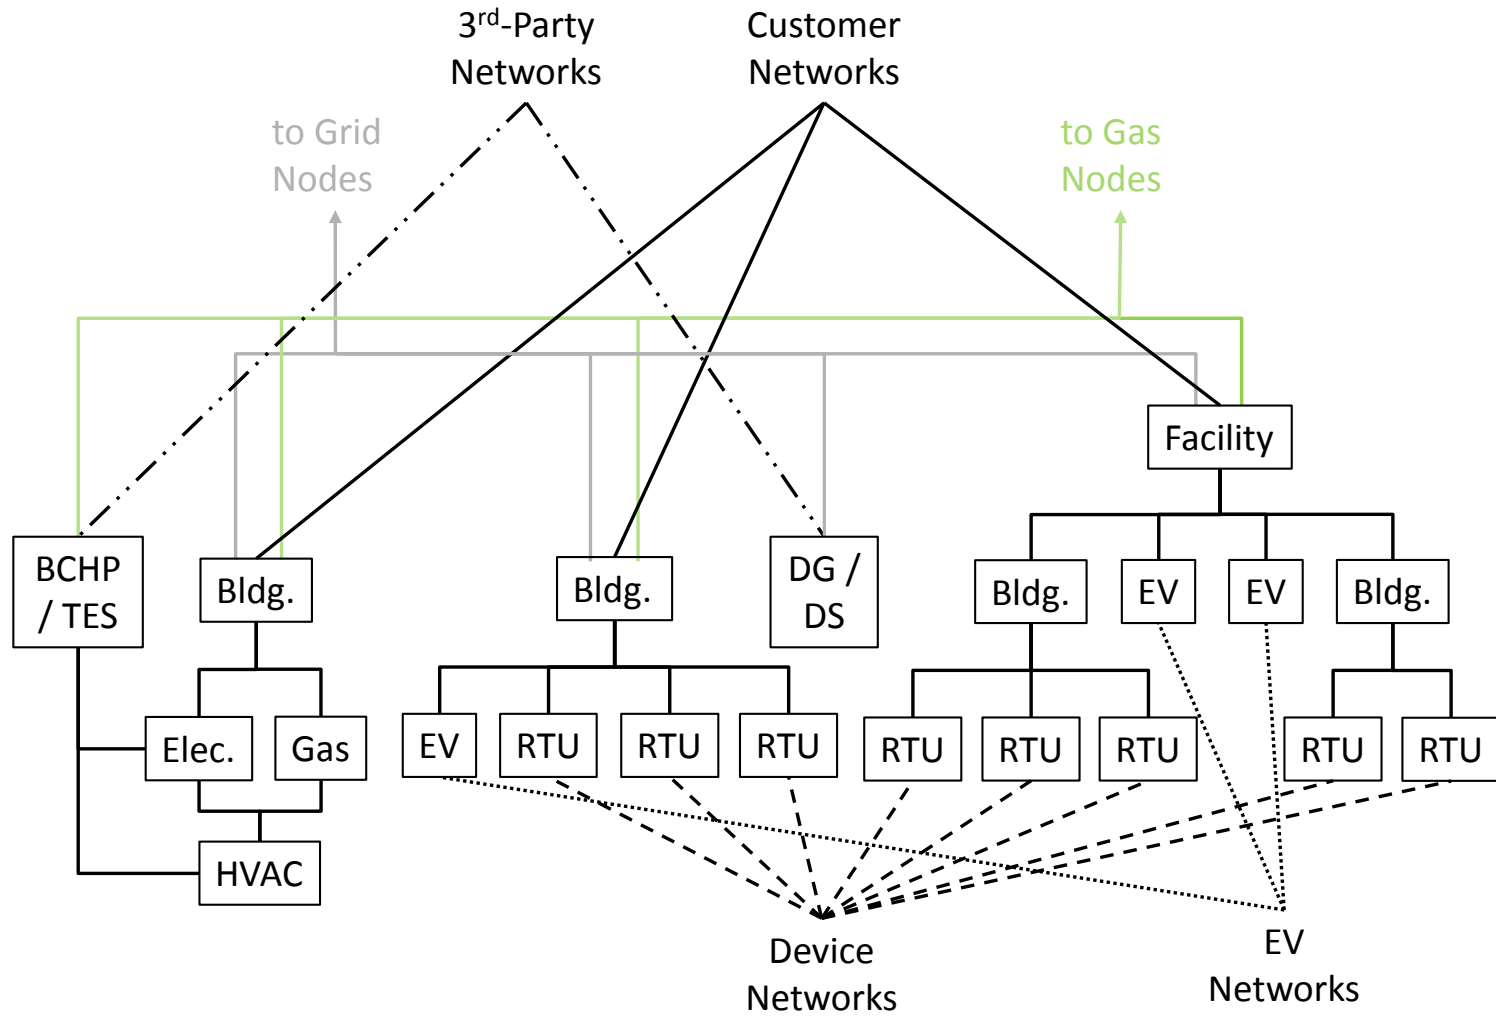 3rd-Party
Networks
Customer
Networks
to Grid
Nodes
to Gas
Nodes
Facility
BCHP
/ TES
Bldg.
Bldg.
DG /
DS
Bldg.
EV
EV
Bldg.
Elec.
Gas
EV
RTU
RTU
RTU
RTU
RTU
RTU
RTU
RTU
HVAC
Device
Networks
EV
Networks